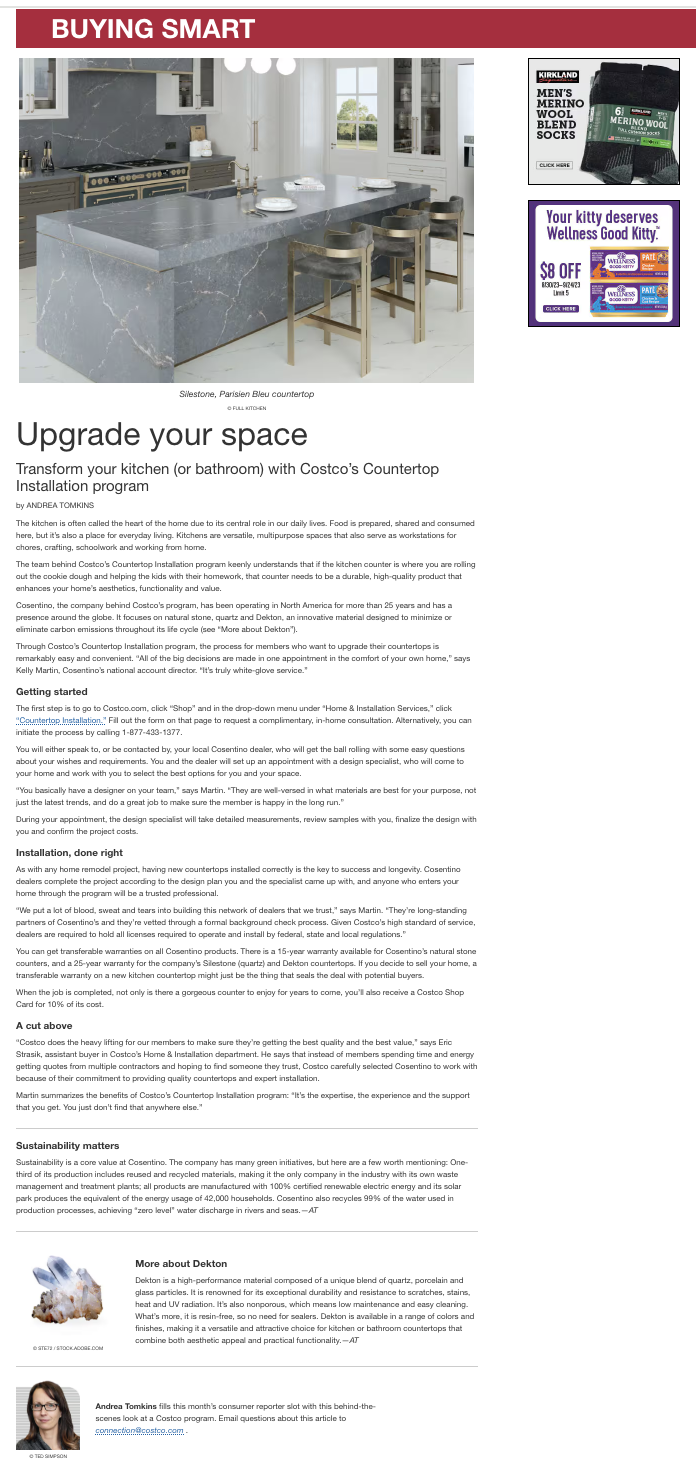 BUYING SMART
KIRKLAND
Signature
MEN'S
MERINO
WOOL
BLEND
SOCKS
CLICK HERE
KIRKLAND
MERINO WOOL
BLEND
FULL CUSHION SOCKS
Your kitty deserves
Wellness Good Kitty.™
$8 OFF
8/30/23–9/24/23
Limit 5
CLICK HERE
WELLNESS
GOOD KITTY
PATÉ
WELLNESS
GOOD KITTY
PATÉ
Silestone, Parisien Bleu countertop
© FULL KITCHEN
Upgrade your space
Transform your kitchen (or bathroom) with Costco's Countertop
Installation program
by ANDREA TOMKINS
The kitchen is often called the heart of the home due to its central role in our daily lives. Food is prepared, shared and consumed
here, but it's also a place for everyday living. Kitchens are versatile, multipurpose spaces that also serve as workstations for
chores, crafting, schoolwork and working from home.
The team behind Costco's Countertop Installation program keenly understands that if the kitchen counter is where you are rolling
out the cookie dough and helping the kids with their homework, that counter needs to be a durable, high-quality product that
enhances your home's aesthetics, functionality and value.
Cosentino, the company behind Costco's program, has been operating in North America for more than 25 years and has a
presence around the globe. It focuses on natural stone, quartz and Dekton, an innovative material designed to minimize or
eliminate carbon emissions throughout its life cycle (see “More about Dekton”).
Through Costco's Countertop Installation program, the process for members who want to upgrade their countertops is
remarkably easy and convenient. “All of the big decisions are made in one appointment in the comfort of your own home,” says
Kelly Martin, Cosentino's national account director. “It's truly white-glove service.”
Getting started
The first step is to go to Costco.com, click “Shop” and in the drop-down menu under “Home & Installation Services,” click
“Countertop Installation.” Fill out the form on that page to request a complimentary, in-home consultation. Alternatively, you can
initiate the process by calling 1-877-433-1377.
You will either speak to, or be contacted by, your local Cosentino dealer, who will get the ball rolling with some easy questions
about your wishes and requirements. You and the dealer will set up an appointment with a design specialist, who will come to
your home and work with you to select the best options for you and your space.
“You basically have a designer on your team,” says Martin. “They are well-versed in what materials are best for your purpose, not
just the latest trends, and do a great job to make sure the member is happy in the long run.”
During your appointment, the design specialist will take detailed measurements, review samples with you, finalize the design with
you and confirm the project costs.
Installation, done right
As with any home remodel project, having new countertops installed correctly is the key to success and longevity. Cosentino
dealers complete the project according to the design plan you and the specialist came up with, and anyone who enters your
home through the program will be a trusted professional.
“We put a lot of blood, sweat and tears into building this network of dealers that we trust,” says Martin. “They're long-standing
partners of Cosentino's and they're vetted through a formal background check process. Given Costco's high standard of service,
dealers are required to hold all licenses required to operate and install by federal, state and local regulations.”
You can get transferable warranties on all Cosentino products. There is a 15-year warranty available for Cosentino's natural stone
counters, and a 25-year warranty for the company's Silestone (quartz) and Dekton countertops. If you decide to sell your home, a
transferable warranty on a new kitchen countertop might just be the thing that seals the deal with potential buyers.
When the job is completed, not only is there a gorgeous counter to enjoy for years to come, you'll also receive a Costco Shop
Card for 10% of its cost.
A cut above
“Costco does the heavy lifting for our members to make sure they're getting the best quality and the best value,” says Eric
Strasik, assistant buyer in Costco's Home & Installation department. He says that instead of members spending time and energy
getting quotes from multiple contractors and hoping to find someone they trust, Costco carefully selected Cosentino to work with
because of their commitment to providing quality countertops and expert installation.
Martin summarizes the benefits of Costco's Countertop Installation program: “It's the expertise, the experience and the support
that you get. You just don't find that anywhere else.”
Sustainability matters
Sustainability is a core value at Cosentino. The company has many green initiatives, but here are a few worth mentioning: One-
third of its production includes reused and recycled materials, making it the only company in the industry with its own waste
management and treatment plants; all products are manufactured with 100% certified renewable electric energy and its solar
park produces the equivalent of the energy usage of 42,000 households. Cosentino also recycles 99% of the water used in
production processes, achieving “zero level” water discharge in rivers and seas.—AT
More about Dekton
Dekton is a high-performance material composed of a unique blend of quartz, porcelain and
glass particles. It is renowned for its exceptional durability and resistance to scratches, stains,
heat and UV radiation. It's also nonporous, which means low maintenance and easy cleaning.
What's more, it is resin-free, so no need for sealers. Dekton is available in a range of colors and
finishes, making it a versatile and attractive choice for kitchen or bathroom countertops that
combine both aesthetic appeal and practical functionality.—AT
© STE72 / STOCK.ADOBE.COM
Andrea Tomkins fills this month's consumer reporter slot with this behind-the-
scenes look at a Costco program. Email questions about this article to
connection@costco.com .
© TED SIMPSON